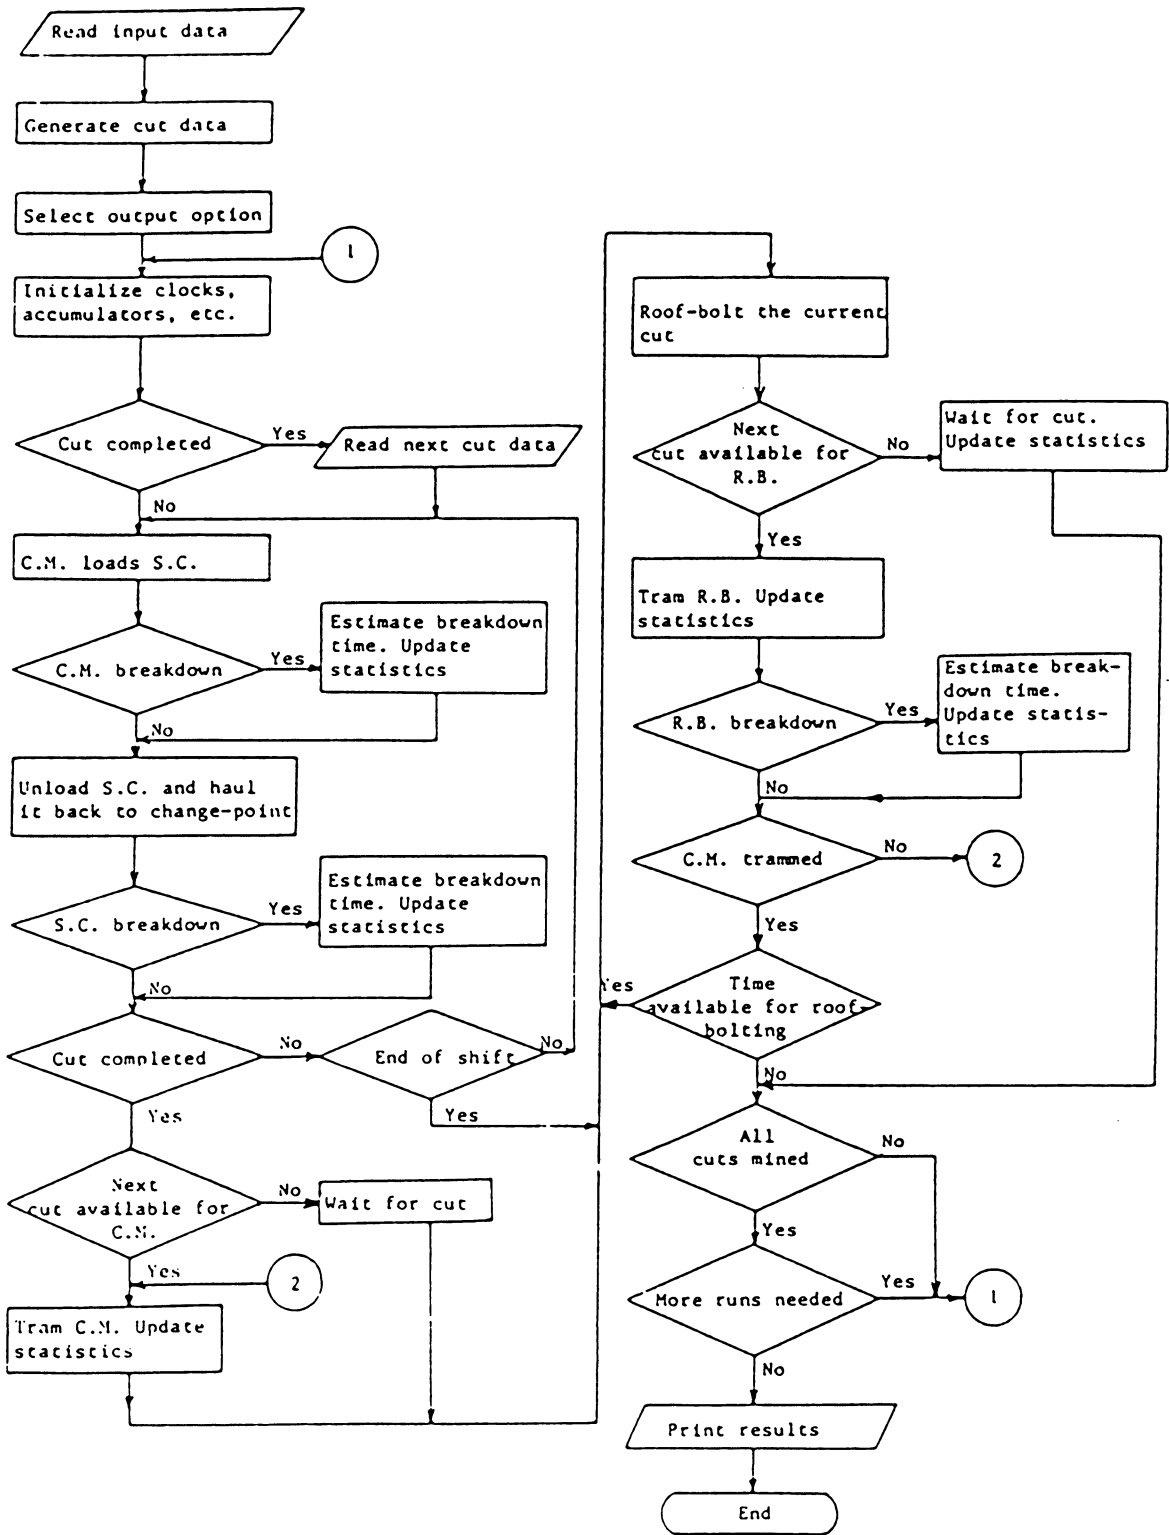 Read input data
Generate cut data
Select output option
1
Initialize clocks,
accumulators, etc.
Cut completed
Yes
Read next cut data
No
C.M. loads S.C.
C.M. breakdown
Yes
Estimate breakdown
time. Update
statistics
No
Unload S.C. and haul
it back to change-point
S.C. breakdown
Yes
Estimate breakdown
time. Update
statistics
No
Cut completed
No
End of shift
No
Yes
Yes
Next
cut available for
C.M.
No
Wait for cut
Yes
2
Tram C.M. Update
statistics
Roof-bolt the current
cut
Next
cut available for
R.B.
No
Wait for cut.
Update statistics
Yes
Tram R.B. Update
statistics
R.B. breakdown
Yes
Estimate break-
down time.
Update statis-
tics
No
C.M. trammed
No
2
Yes
Time
available for roof-
bolting
Yes
No
All
cuts mined
No
Yes
More runs needed
Yes
1
No
Print results
End